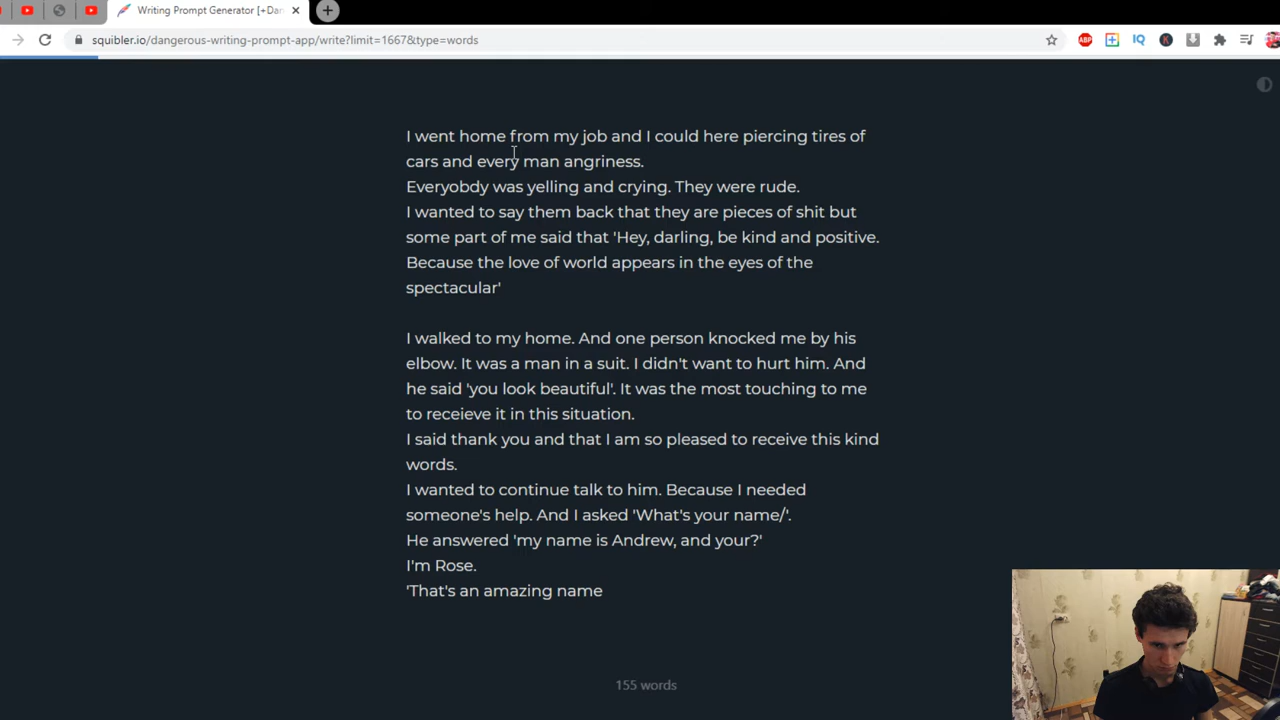 Writing Prompt Generator [+Dan
squibler.io/dangerous-writing-prompt-app/write?limit=1667&type=words
ABP
IQ
K
I went home from my job and I could here piercing tires of
cars and every man angriness.
Everyobdy was yelling and crying. They were rude.
I wanted to say them back that they are pieces of shit but
some part of me said that 'Hey, darling, be kind and positive.
Because the love of world appears in the eyes of the
spectacular'
I walked to my home. And one person knocked me by his
elbow. It was a man in a suit. I didn't want to hurt him. And
he said 'you look beautiful'. It was the most touching to me
to receieve it in this situation.
I said thank you and that I am so pleased to receive this kind
words.
I wanted to continue talk to him. Because I needed
someone's help. And I asked 'What's your name/'.
He answered 'my name is Andrew, and your?'
I'm Rose.
'That's an amazing name
155 words